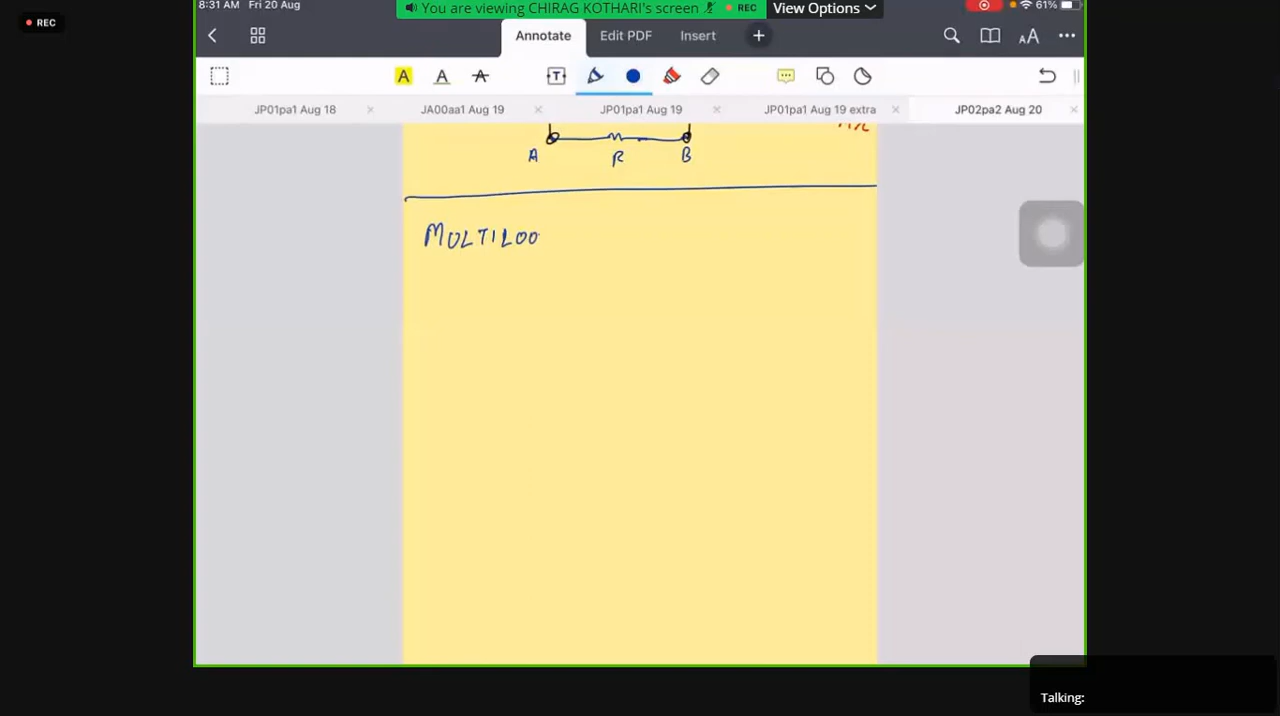 REC
8:31 AM Fri 20 Aug
You are viewing CHIRAG KOTHARI's screen REC View Options
61%
Annotate Edit PDF Insert
A A A T AA
JP01pa1 Aug 18 JA00aa1 Aug 19 JP01pa1 Aug 19 JP01pa1 Aug 19 extra JP02pa2 Aug 20
A R B
MULTILOO
Talking: